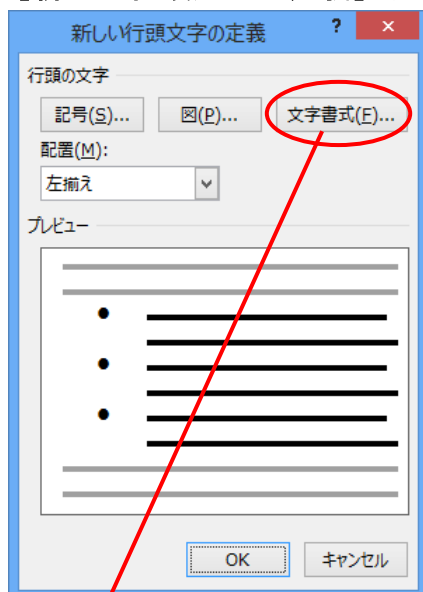 新しい行頭文字の定義 ?
行頭の文字
記号(S)... 図(P)... 文字書式(F)...
配置(M):
左揃え
プレビュー
OK キャンセル